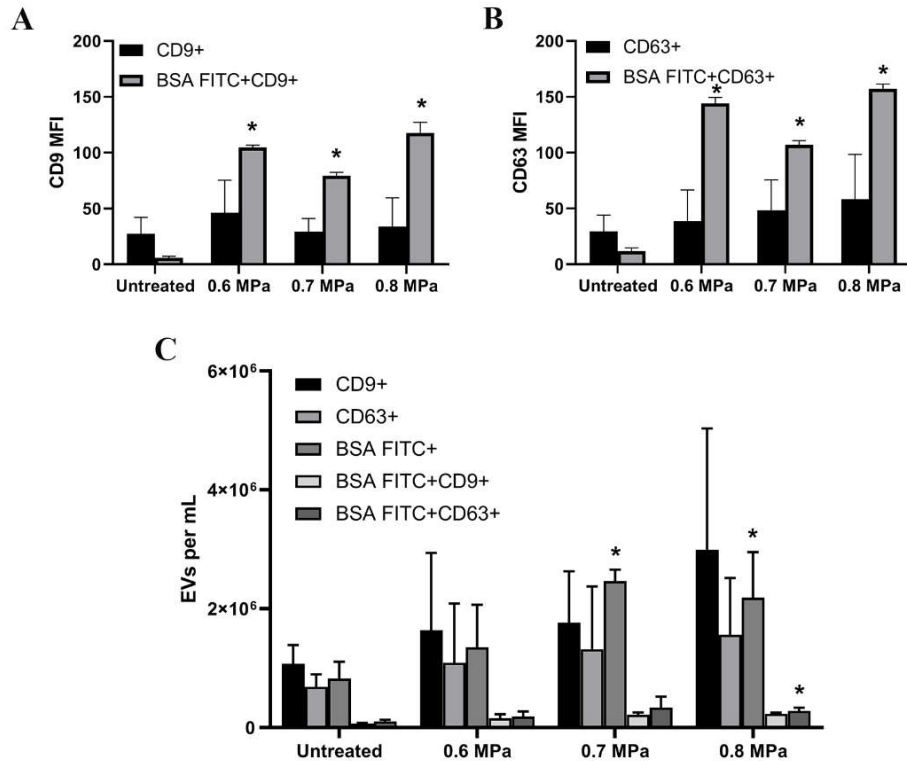 A
CD9 MFI
200
150
100
50
0
CD9+
BSA FITC+CD9+
*
*
*
Untreated
0.6 MPa
0.7 MPa
0.8 MPa
B
CD63 MFI
200
150
100
50
0
CD63+
BSA FITC+CD63+
*
*
*
Untreated
0.6 MPa
0.7 MPa
0.8 MPa
C
EVs per mL
6×10⁶
4×10⁶
2×10⁶
0
CD9+
CD63+
BSA FITC+
BSA FITC+CD9+
BSA FITC+CD63+
*
*
*
Untreated
0.6 MPa
0.7 MPa
0.8 MPa